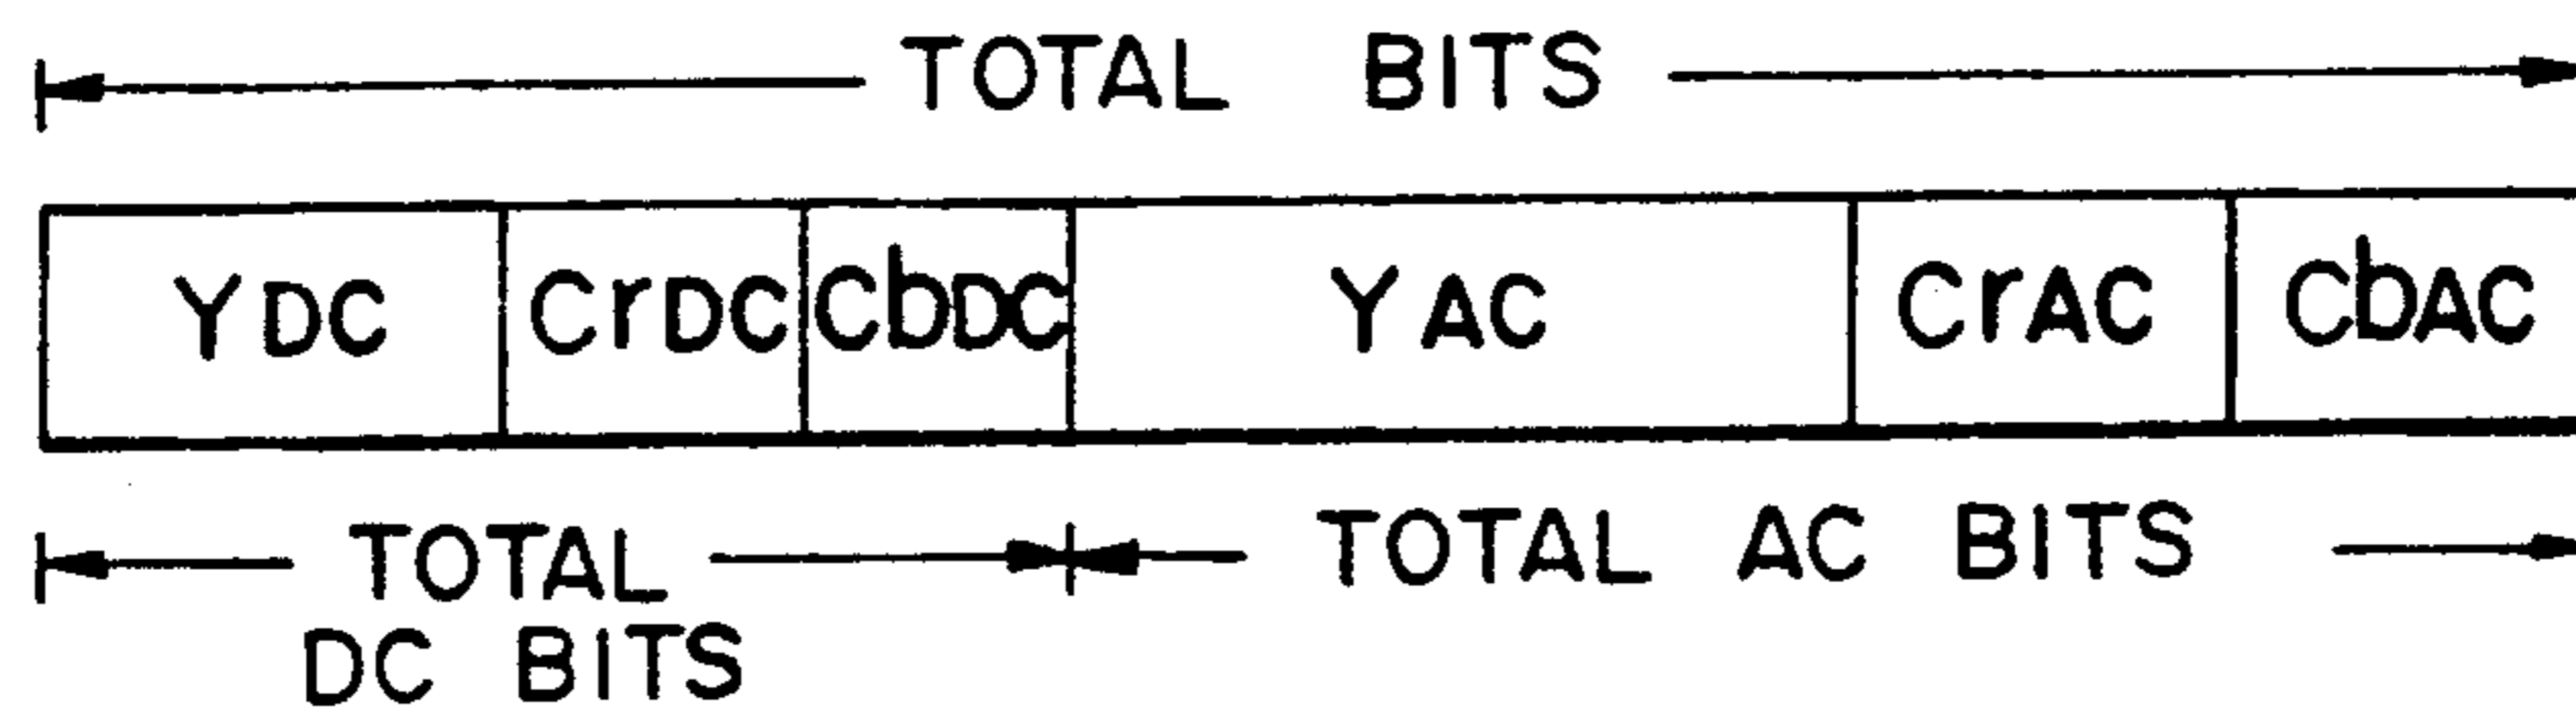 TOTAL BITS
YDC CrDC CbDC YAC CrAC CbAC
TOTAL TOTAL AC BITS
DC BITS